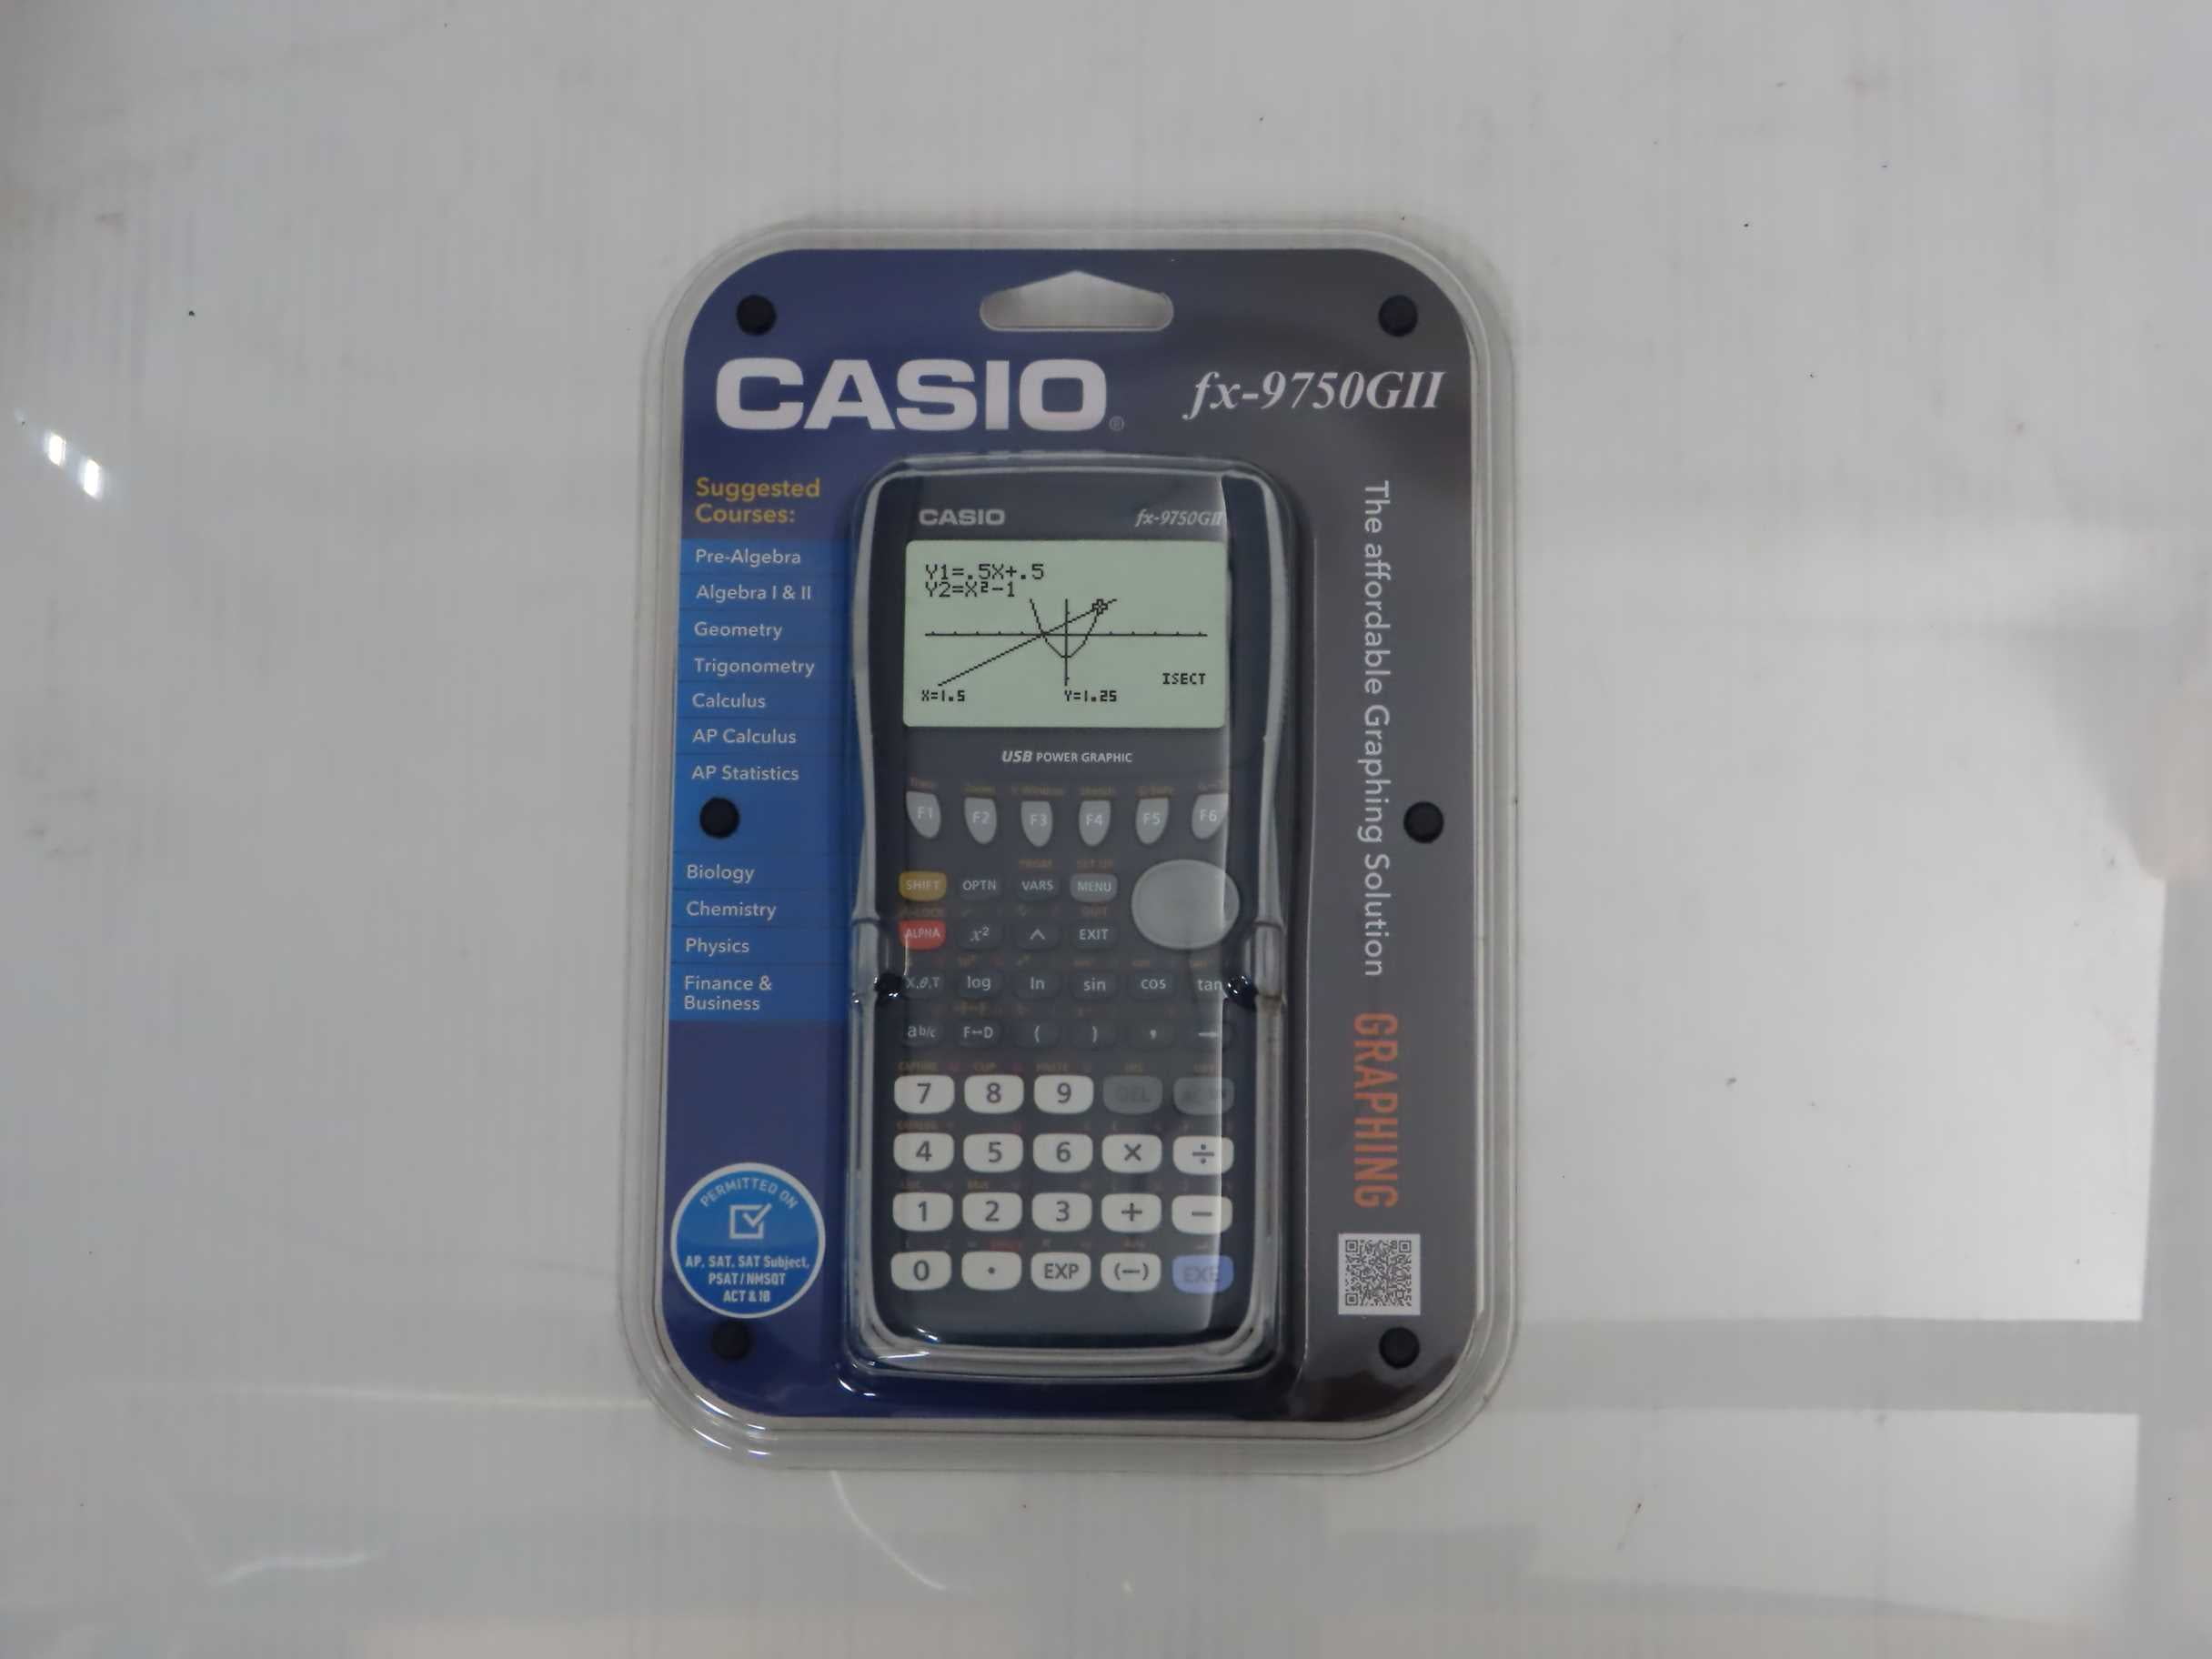 CASIO®
fx-9750GII
Suggested
Courses:
Pre-Algebra
Algebra I & II
Geometry
Trigonometry
Calculus
AP Calculus
AP Statistics
Biology
Chemistry
Physics
Finance &
Business
PERMITTED ON
AP, SAT, SAT Subject,
PSAT/NMSQT
ACT & IB
CASIO fx-9750GII
Y1=.5X+.5
Y2=X²-1
ISECT
X=1.5 Y=1.25
USB POWER GRAPHIC
F1 F2 F3 F4 F5 F6
SHIFT OPTN VARS MENU
ALPHA x² ^ EXIT
X,θ,T log ln sin cos tan
ab/c F↔D ( ) , →
7 8 9 DEL
4 5 6 × ÷
1 2 3 + −
0 . EXP (−) EXE
The affordable Graphing Solution
GRAPHING